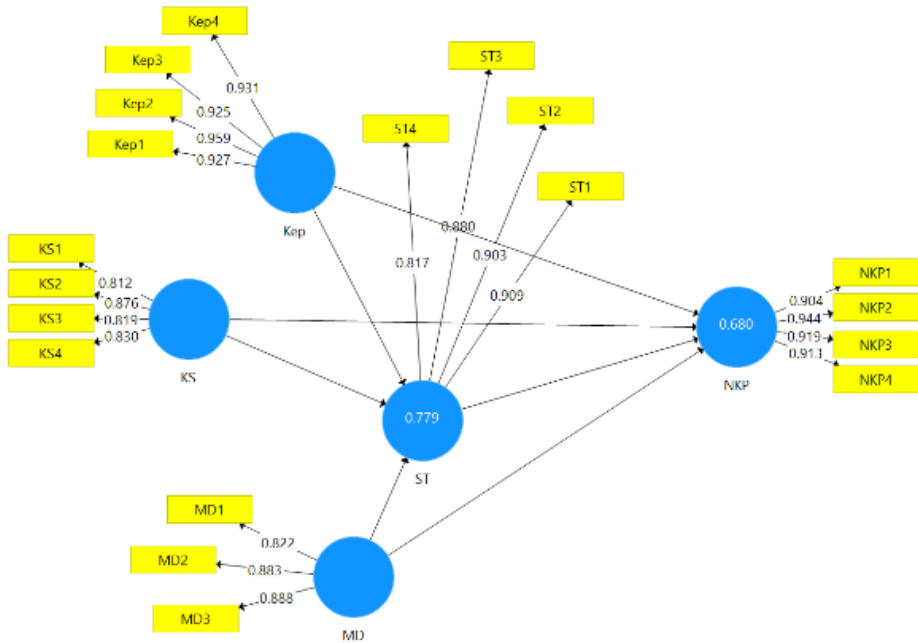 Kep4
Kep3
Kep2
Kep1
0.931
0.925
0.959
0.927
Kep
ST3
ST2
ST4
ST1
0.880
0.903
0.817
0.909
KS1
KS2
KS3
KS4
0.812
0.876
0.819
0.830
KS
NKP1
NKP2
NKP3
NKP4
0.904
0.944
0.919
0.913
0.680
NKP
0.779
ST
MD1
MD2
MD3
0.822
0.883
0.888
MD